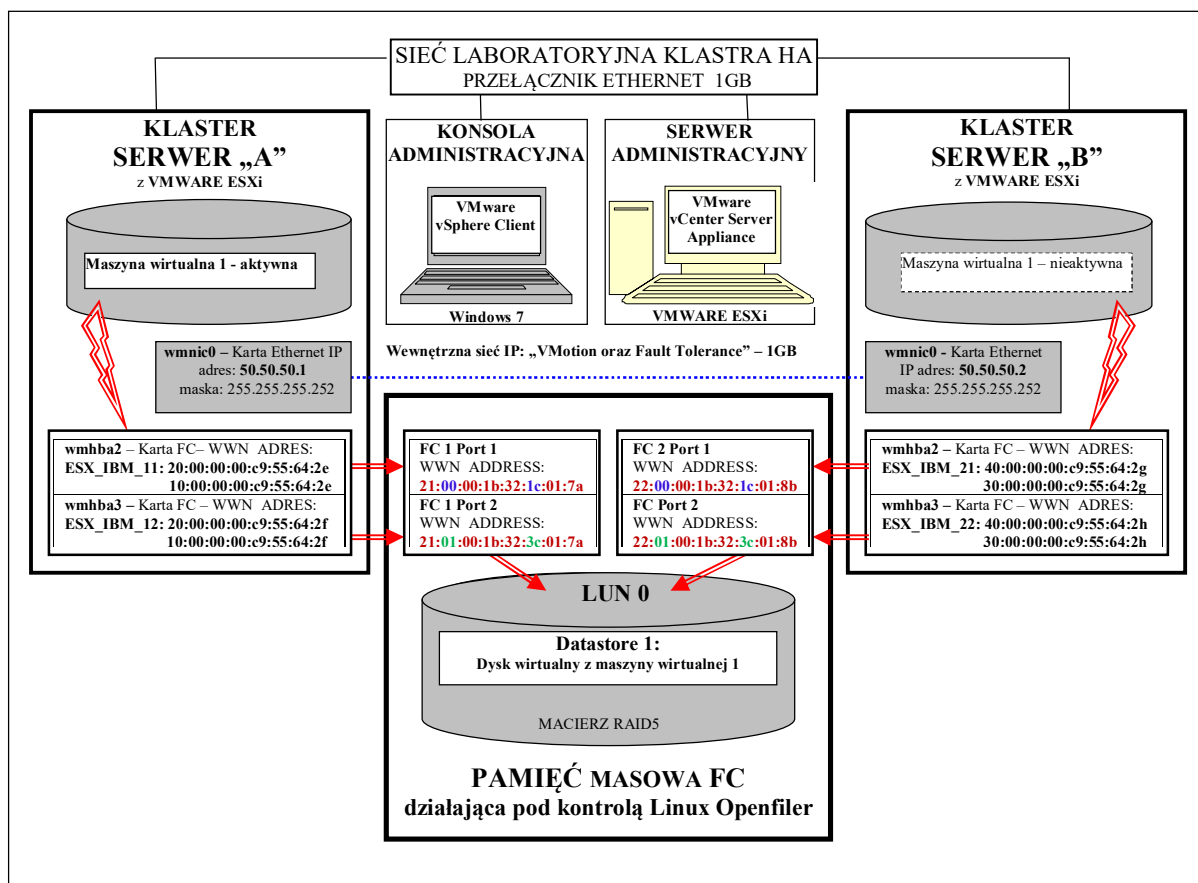 SIEĆ LABORATORYJNA KLASTRA HA
PRZEŁĄCZNIK ETHERNET 1GB
KLASTER
SERWER „A”
z VMWARE ESXi
Maszyna wirtualna 1 - aktywna
KONSOLA
ADMINISTRACYJNA
VMware
vSphere Client
Windows 7
SERWER
ADMINISTRACYJNY
VMware
vCenter Server
Appliance
VMWARE ESXi
KLASTER
SERWER „B”
z VMWARE ESXi
Maszyna wirtualna 1 – nieaktywna
Wewnętrzna sieć IP: „VMotion oraz Fault Tolerance” – 1GB
wmnic0 – Karta Ethernet IP
adres: 50.50.50.1
maska: 255.255.255.252
wmnic0 - Karta Ethernet
IP adres: 50.50.50.2
maska: 255.255.255.252
wmhba2 – Karta FC– WWN ADRES:
ESX_IBM_11: 20:00:00:00:c9:55:64:2e
10:00:00:00:c9:55:64:2e
wmhba3 – Karta FC – WWN ADRES:
ESX_IBM_12: 20:00:00:00:c9:55:64:2f
10:00:00:00:c9:55:64:2f
FC 1 Port 1
WWN ADDRESS:
21:00:00:1b:32:1c:01:7a
FC 1 Port 2
WWN ADDRESS:
21:01:00:1b:32:3c:01:7a
FC 2 Port 1
WWN ADDRESS:
22:00:00:1b:32:1c:01:8b
FC Port 2
WWN ADDRESS:
22:01:00:1b:32:3c:01:8b
wmhba2 – Karta FC – WWN ADRES:
ESX_IBM_21: 40:00:00:00:c9:55:64:2g
30:00:00:00:c9:55:64:2g
wmhba3 – Karta FC – WWN ADRES:
ESX_IBM_22: 40:00:00:00:c9:55:64:2h
30:00:00:00:c9:55:64:2h
LUN 0
Datastore 1:
Dysk wirtualny z maszyny wirtualnej 1
MACIERZ RAID5
PAMIĘĆ MASOWA FC
działająca pod kontrolą Linux Openfiler